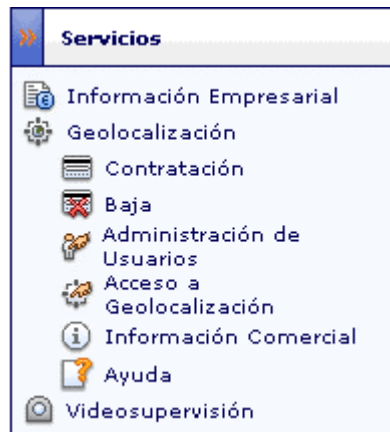 Servicios
Información Empresarial
Geolocalización
Contratación
Baja
Administración de
Usuarios
Acceso a
Geolocalización
Información Comercial
Ayuda
Videosupervisión